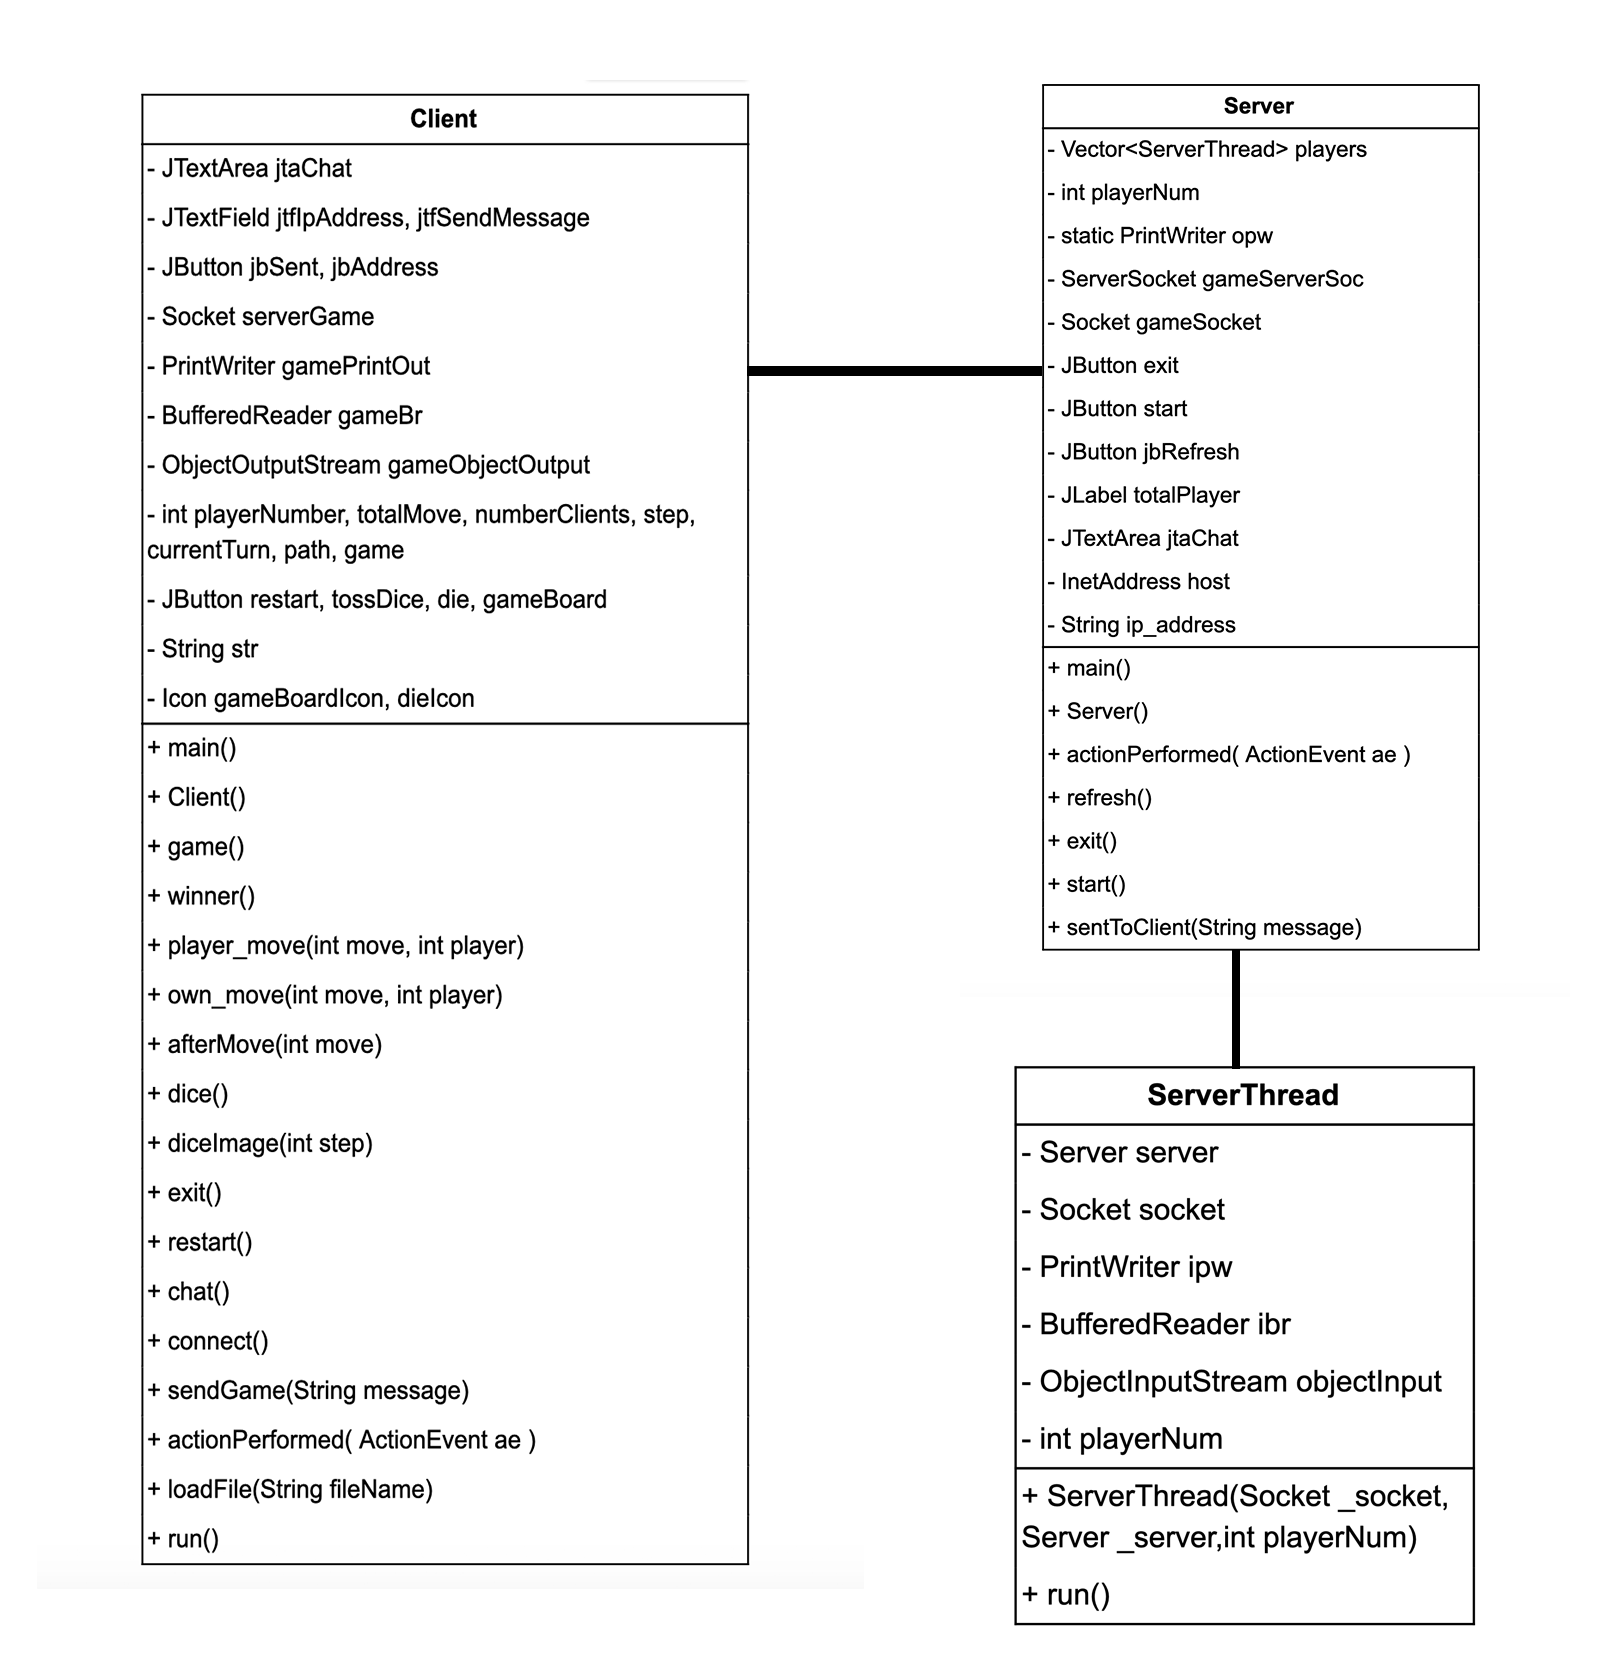 Client
- JTextArea jtaChat
- JTextField jtfIpAddress, jtfSendMessage
- JButton jbSent, jbAddress
- Socket serverGame
- PrintWriter gamePrintOut
- BufferedReader gameBr
- ObjectOutputStream gameObjectOutput
- int playerNumber, totalMove, numberClients, step,
currentTurn, path, game
- JButton restart, tossDice, die, gameBoard
- String str
- Icon gameBoardIcon, dieIcon
+ main()
+ Client()
+ game()
+ winner()
+ player_move(int move, int player)
+ own_move(int move, int player)
+ afterMove(int move)
+ dice()
+ diceImage(int step)
+ exit()
+ restart()
+ chat()
+ connect()
+ sendGame(String message)
+ actionPerformed( ActionEvent ae )
+ loadFile(String fileName)
+ run()
Server
- Vector<ServerThread> players
- int playerNum
- static PrintWriter opw
- ServerSocket gameServerSoc
- Socket gameSocket
- JButton exit
- JButton start
- JButton jbRefresh
- JLabel totalPlayer
- JTextArea jtaChat
- InetAddress host
- String ip_address
+ main()
+ Server()
+ actionPerformed( ActionEvent ae )
+ refresh()
+ exit()
+ start()
+ sentToClient(String message)
ServerThread
- Server server
- Socket socket
- PrintWriter ipw
- BufferedReader ibr
- ObjectInputStream objectInput
- int playerNum
+ ServerThread(Socket _socket,
Server _server,int playerNum)
+ run()